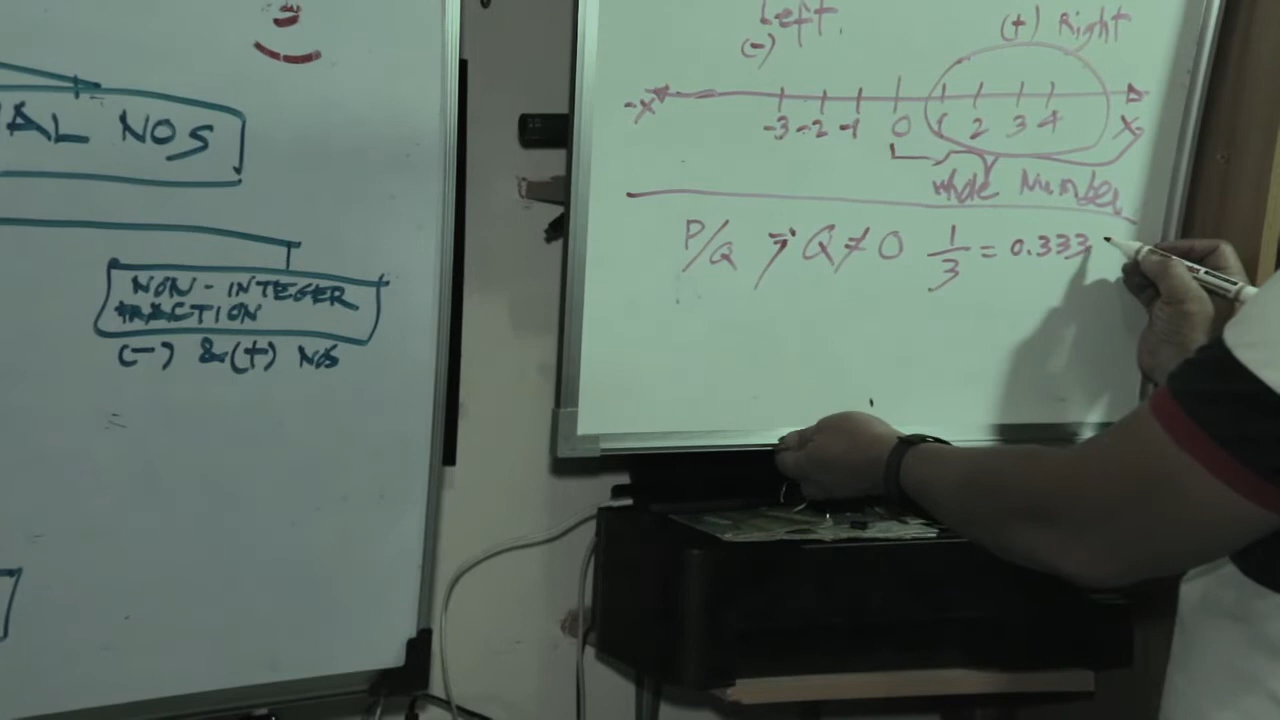 AL NOS
NON-INTEGER
FRACTION
(-) & (+) NOS
Left
(+) Right
(-)
-X
-3 -2 -1 0 1 2 3 4 X
Whole Number
P/Q → Q ≠ 0 1/3 = 0.333